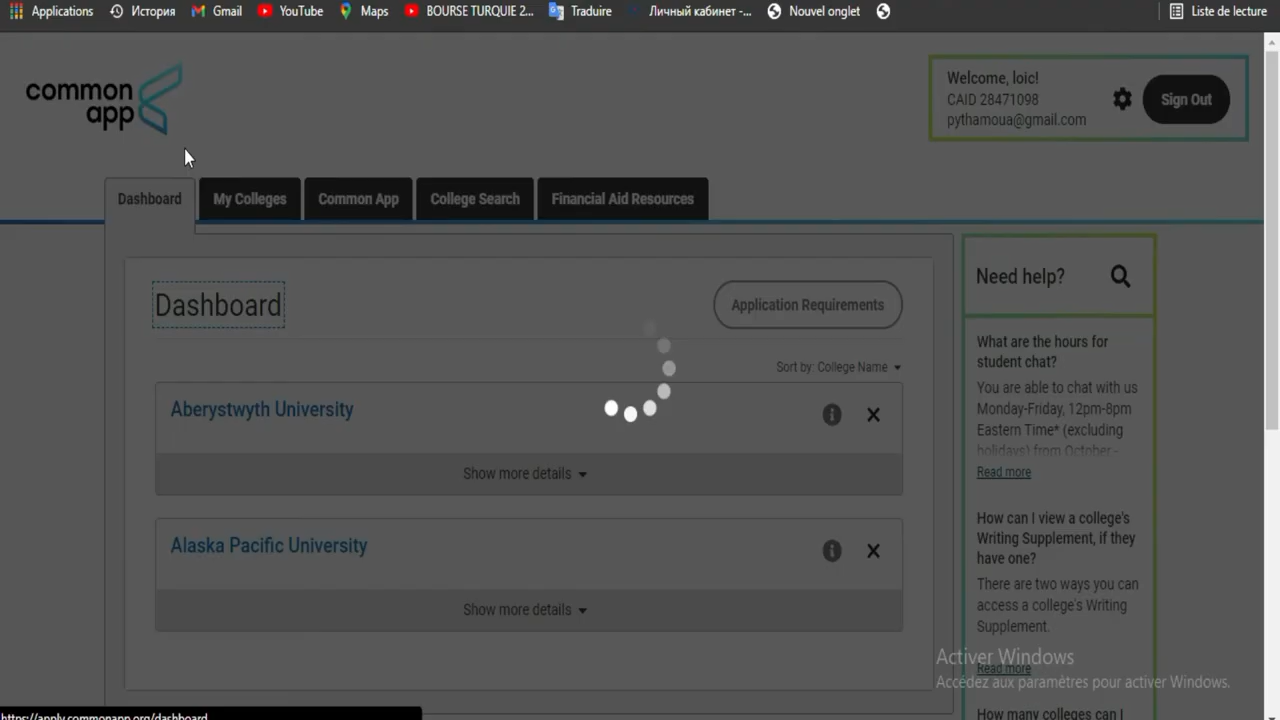 Applications История Gmail YouTube Maps BOURSE TURQUIE 2... Traduire Личный кабинет -... Nouvel onglet Liste de lecture
common
app
Welcome, loic!
CAID 28471098
pythamoua@gmail.com
Sign Out
Dashboard My Colleges Common App College Search Financial Aid Resources
Dashboard
Application Requirements
Sort by: College Name
Aberystwyth University
Show more details
Alaska Pacific University
Show more details
Need help?
What are the hours for
student chat?
You are able to chat with us
Monday-Friday, 12pm-8pm
Eastern Time* (excluding
holidays) from October -
Read more
How can I view a college's
Writing Supplement, if they
have one?
There are two ways you can
access a college's Writing
Supplement.
Read more
How many colleges can I
Activer Windows
Accédez aux paramètres pour activer Windows.
https://apply.commonapp.org/dashboard